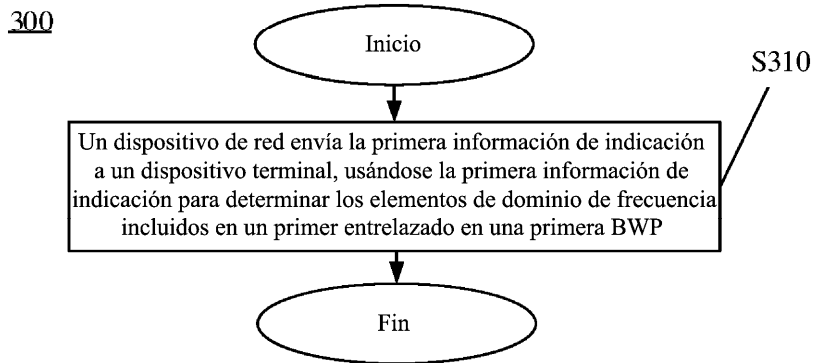 300
Inicio
S310
Un dispositivo de red envía la primera información de indicación
a un dispositivo terminal, usándose la primera información de
indicación para determinar los elementos de dominio de frecuencia
incluidos en un primer entrelazado en una primera BWP
Fin